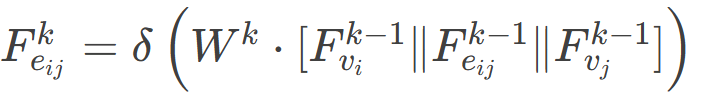 $F_{e_{ij}}^{k} = \delta \left( W^{k} \cdot [F_{v_i}^{k-1} \| F_{e_{ij}}^{k-1} \| F_{v_j}^{k-1}] \right)$